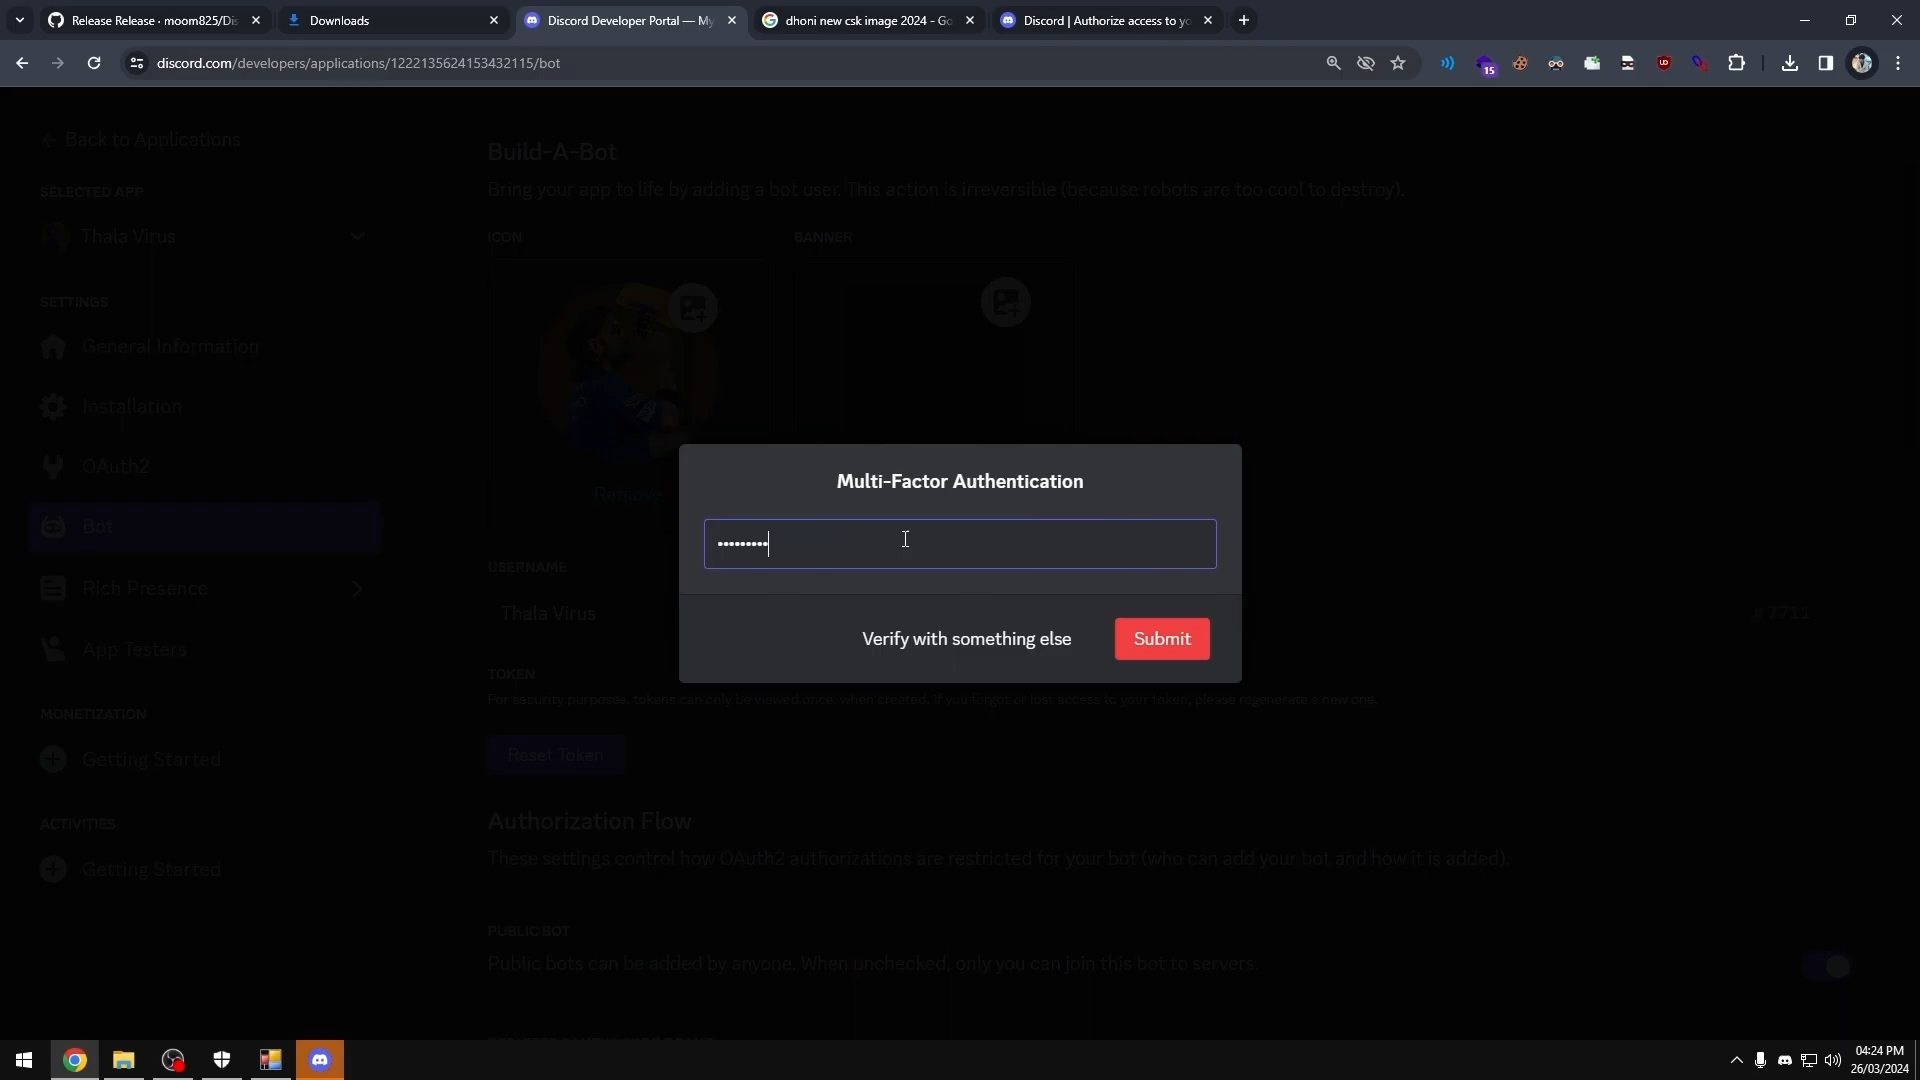 Release Release · moom825/Di
Downloads
Discord Developer Portal — My
dhoni new csk image 2024 - Go
Discord | Authorize access to yo
discord.com/developers/applications/1222135624153432115/bot
15
Back to Applications
SELECTED APP
Thala Virus
SETTINGS
General Information
Installation
OAuth2
Bot
Rich Presence
App Testers
MONETIZATION
Getting Started
ACTIVITIES
Getting Started
Build-A-Bot
Bring your app to life by adding a bot user. This action is irreversible (because robots are too cool to destroy).
ICON
BANNER
Remove
Multi-Factor Authentication
•••••••••
Verify with something else
Submit
USERNAME
Thala Virus
#7711
TOKEN
For security purposes, tokens can only be viewed once, when created. If you forgot or lost access to your token, please regenerate a new one.
Reset Token
Authorization Flow
These settings control how OAuth2 authorizations are restricted for your bot (who can add your bot and how it is added).
PUBLIC BOT
Public bots can be added by anyone. When unchecked, only you can join this bot to servers.
04:24 PM
26/03/2024